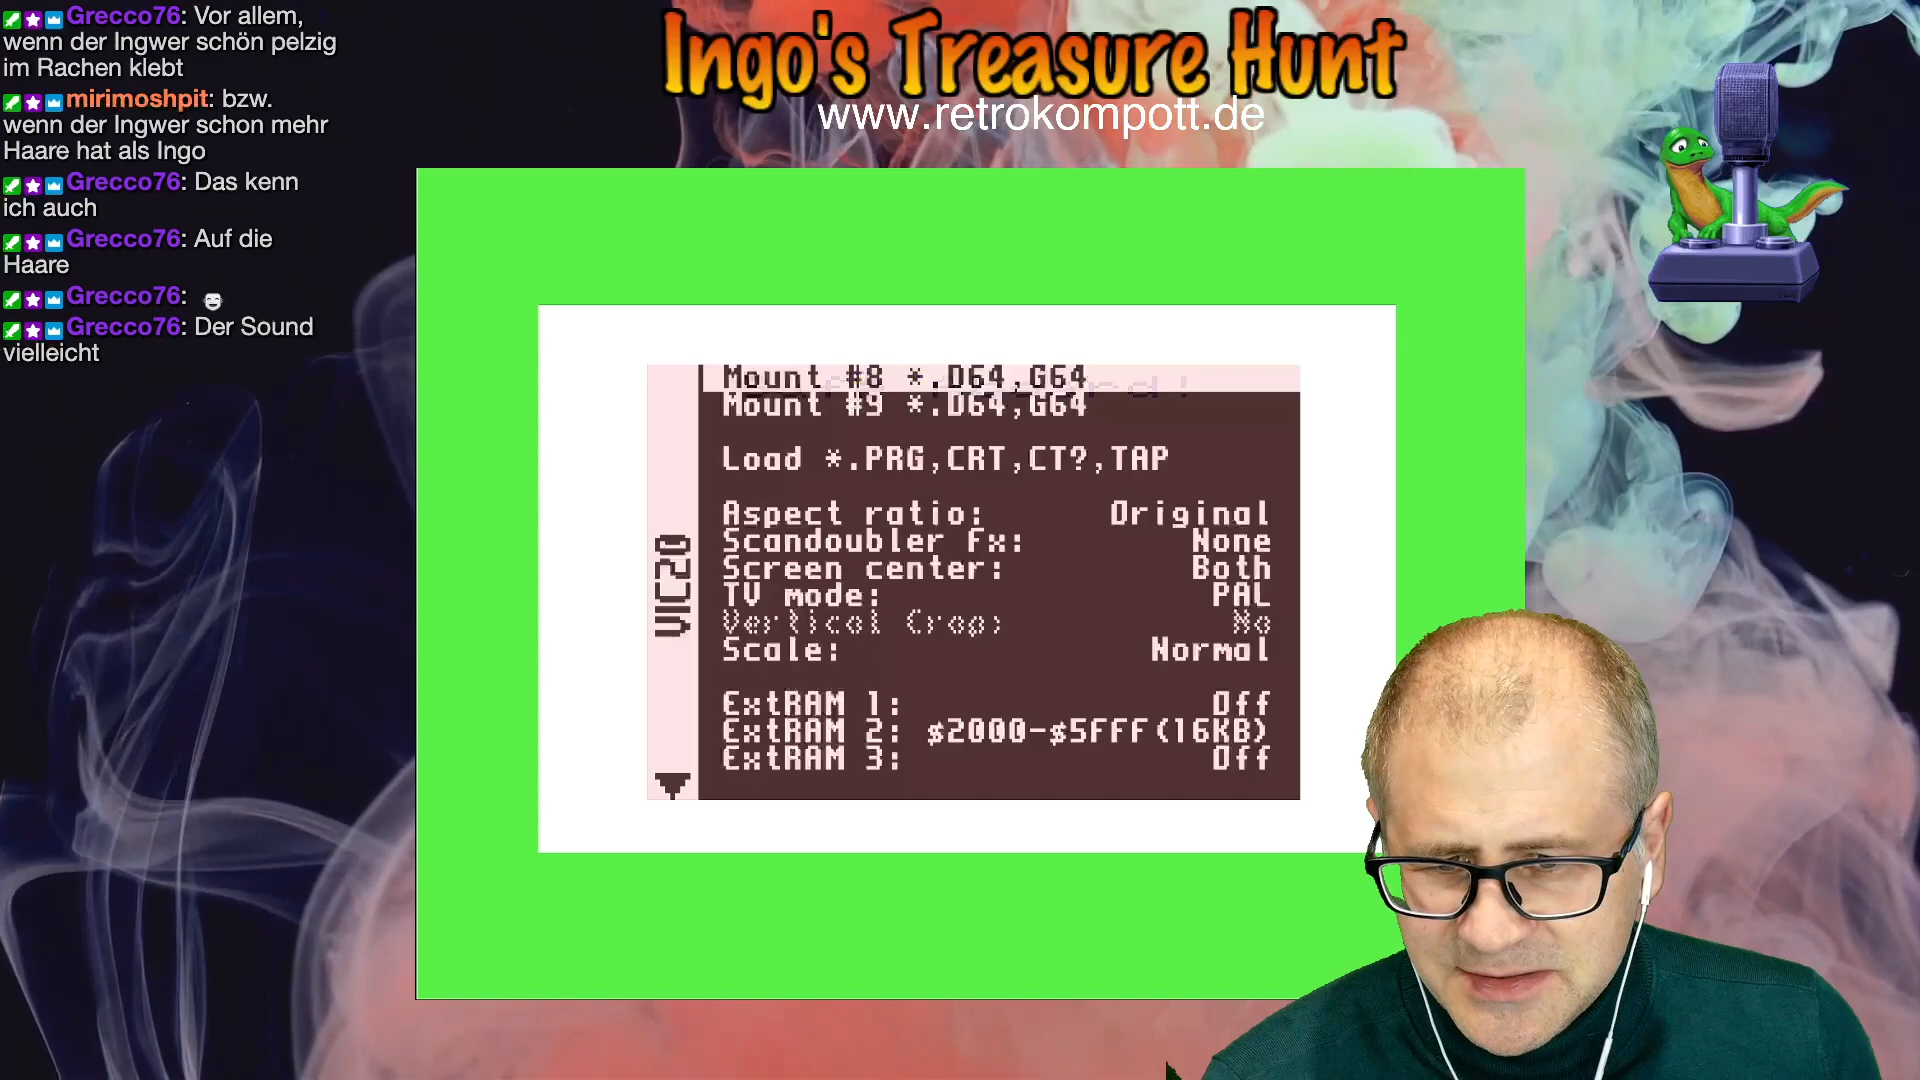 Grecco76: Vor allem,
wenn der Ingwer schön pelzig
im Rachen klebt
mirimoshpit: bzw.
wenn der Ingwer schon mehr
Haare hat als Ingo
Grecco76: Das kenn
ich auch
Grecco76: Auf die
Haare
Grecco76:
Grecco76: Der Sound
vielleicht
Ingo's Treasure Hunt
www.retrokompott.de
VIC20
Mount #8 *.D64,G64
Mount #9 *.D64,G64
Load *.PRG,CRT,CT?,TAP
Aspect ratio: Original
Scandoubler Fx: None
Screen center: Both
TV mode: PAL
Vertical Crop: No
Scale: Normal
ExtRAM 1: Off
ExtRAM 2: $2000-$5FFF(16KB)
ExtRAM 3: Off